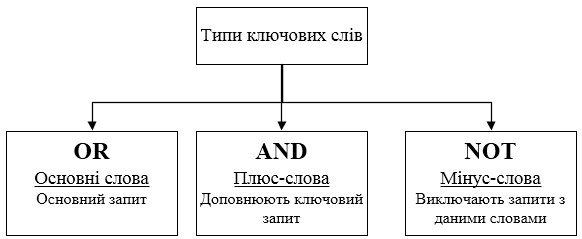 Типи ключових слів
OR
Основні слова
Основний запит
AND
Плюс-слова
Доповнюють ключовий
запит
NOT
Мінус-слова
Виключають запити з
даними словами